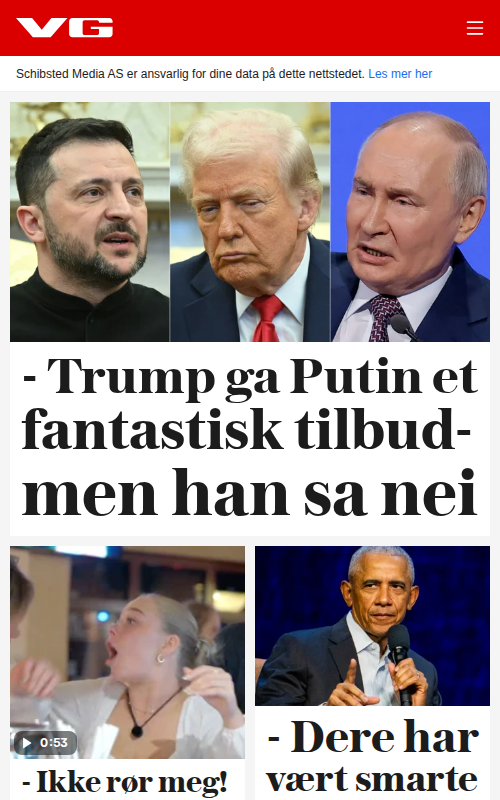 VG
Schibsted Media AS er ansvarlig for dine data på dette nettstedet. Les mer her
- Trump ga Putin et
fantastisk tilbud-
men han sa nei
0:53
- Ikke rør meg!
- Dere har
vært smarte